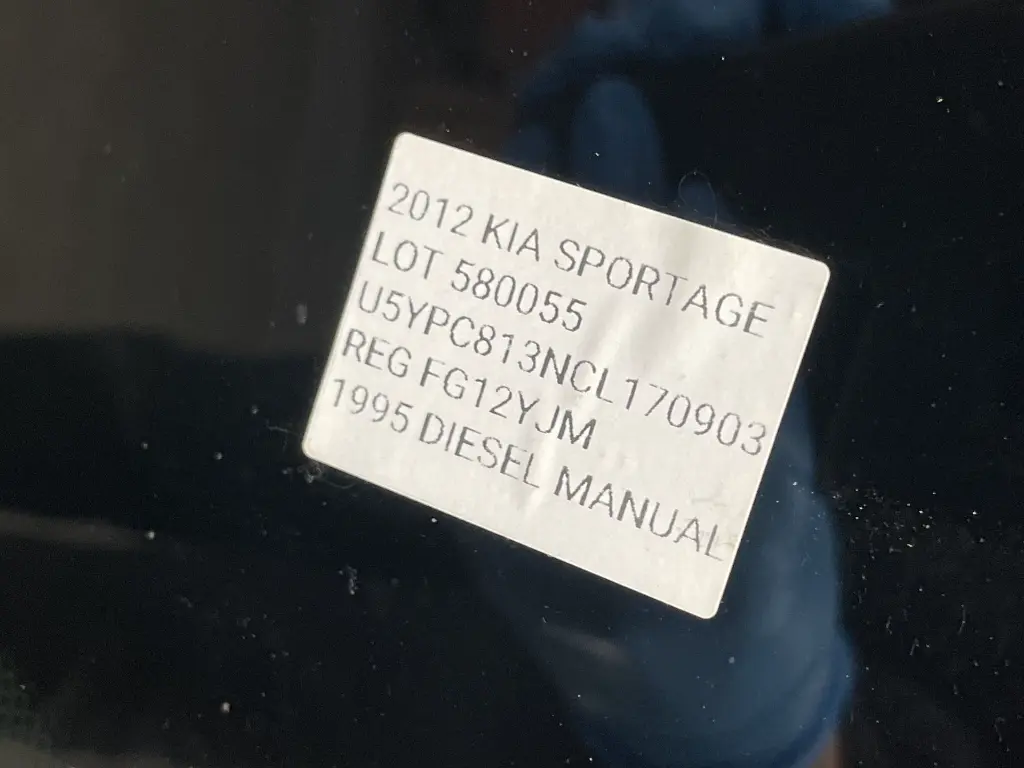 2012 KIA SPORTAGE
LOT 580055
U5YPC813NCL170903
REG FG12YJM
1995 DIESEL MANUAL